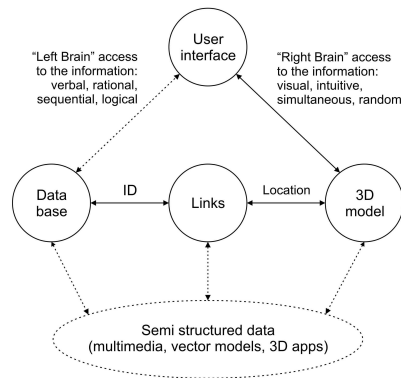 User
interface
“Left Brain” access
to the information:
verbal, rational,
sequential, logical
“Right Brain” access
to the information:
visual, intuitive,
simultaneous, random
Data
base
ID
Links
Location
3D
model
Semi structured data
(multimedia, vector models, 3D apps)